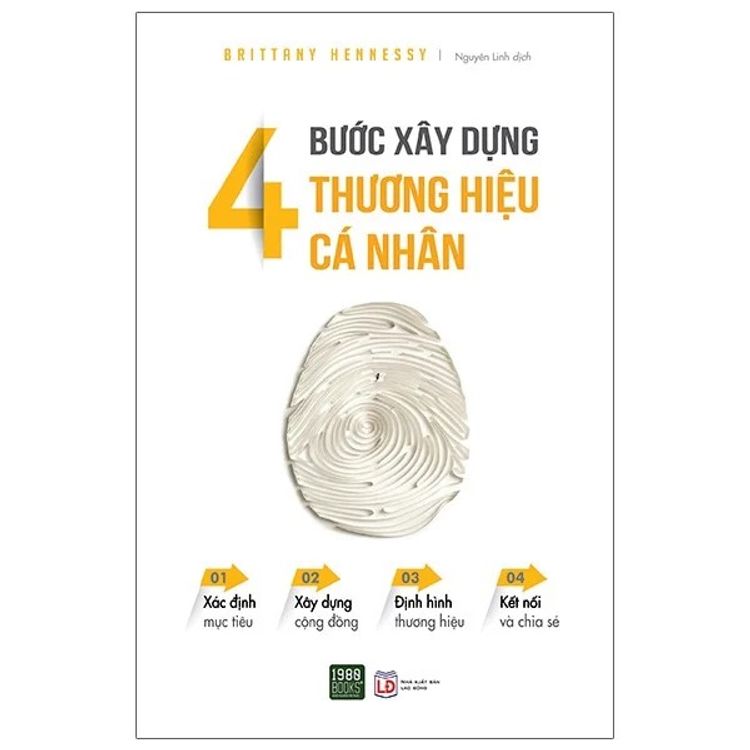 BRITTANY HENNESSY | Nguyên Linh dịch
4
BƯỚC XÂY DỰNG
THƯƠNG HIỆU
CÁ NHÂN
01
Xác định
mục tiêu
02
Xây dựng
cộng đồng
03
Định hình
thương hiệu
04
Kết nối
và chia sẻ
1980
BOOKS
NHÀ XUẤT BẢN
LAO ĐỘNG
LĐ